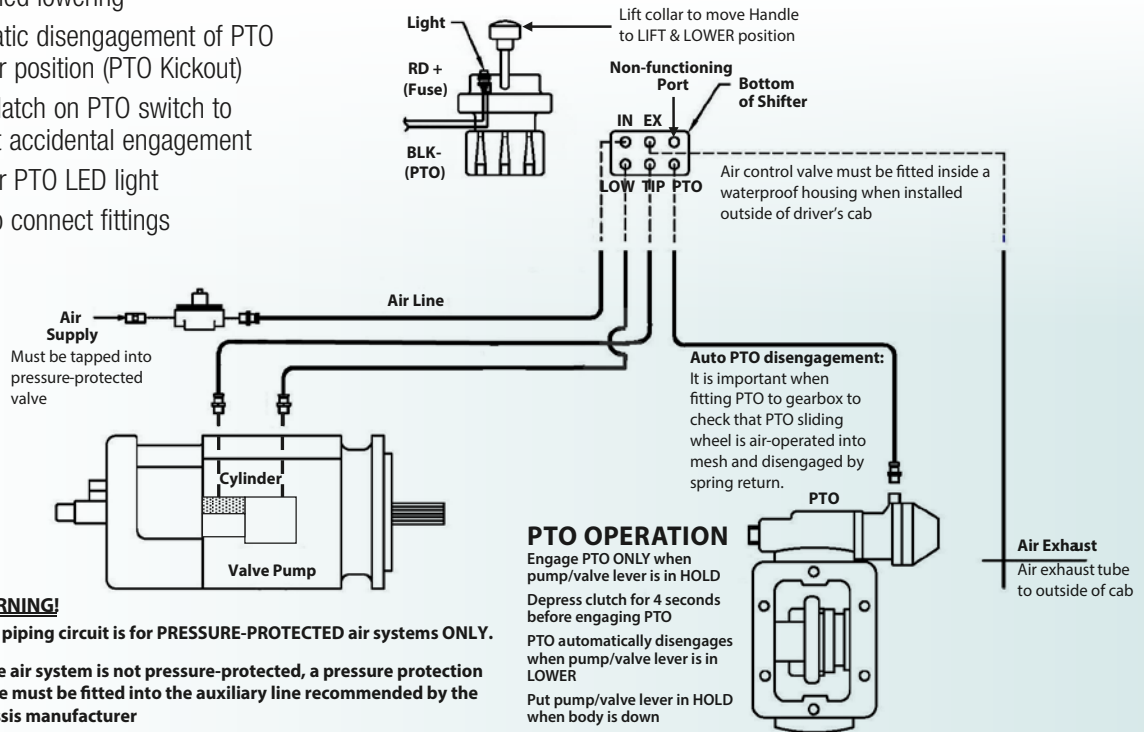 lowering
disengagement of PTO
position (PTO Kickout)
on PTO switch to
accidental engagement
PTO LED light
connect fittings
Light
Lift collar to move Handle
to LIFT & LOWER position
RD +
(Fuse)
BLK-
(PTO)
Non-functioning
Port
Bottom
of Shifter
IN EX
LOW TIP PTO
Air control valve must be fitted inside a
waterproof housing when installed
outside of driver's cab
Air Line
Air
Supply
Must be tapped into
pressure-protected
valve
Auto PTO disengagement:
It is important when
fitting PTO to gearbox to
check that PTO sliding
wheel is air-operated into
mesh and disengaged by
spring return.
Cylinder
Valve Pump
PTO
PTO OPERATION
Engage PTO ONLY when
pump/valve lever is in HOLD
Depress clutch for 4 seconds
before engaging PTO
PTO automatically disengages
when pump/valve lever is in
LOWER
Put pump/valve lever in HOLD
when body is down
Air Exhaust
Air exhaust tube
to outside of cab
RNING!
piping circuit is for PRESSURE-PROTECTED air systems ONLY.
air system is not pressure-protected, a pressure protection
must be fitted into the auxiliary line recommended by the
manufacturer